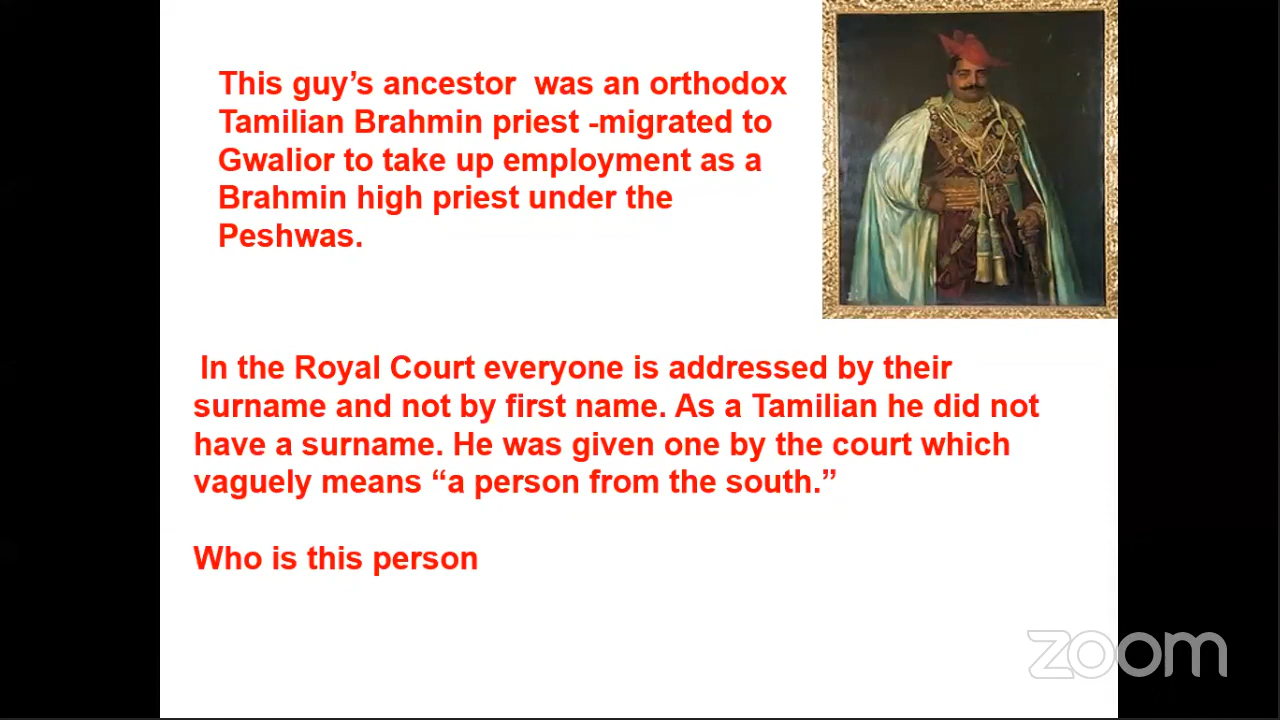 This guy’s ancestor was an orthodox
Tamilian Brahmin priest -migrated to
Gwalior to take up employment as a
Brahmin high priest under the
Peshwas.
In the Royal Court everyone is addressed by their
surname and not by first name. As a Tamilian he did not
have a surname. He was given one by the court which
vaguely means “a person from the south.”
Who is this person
zoom